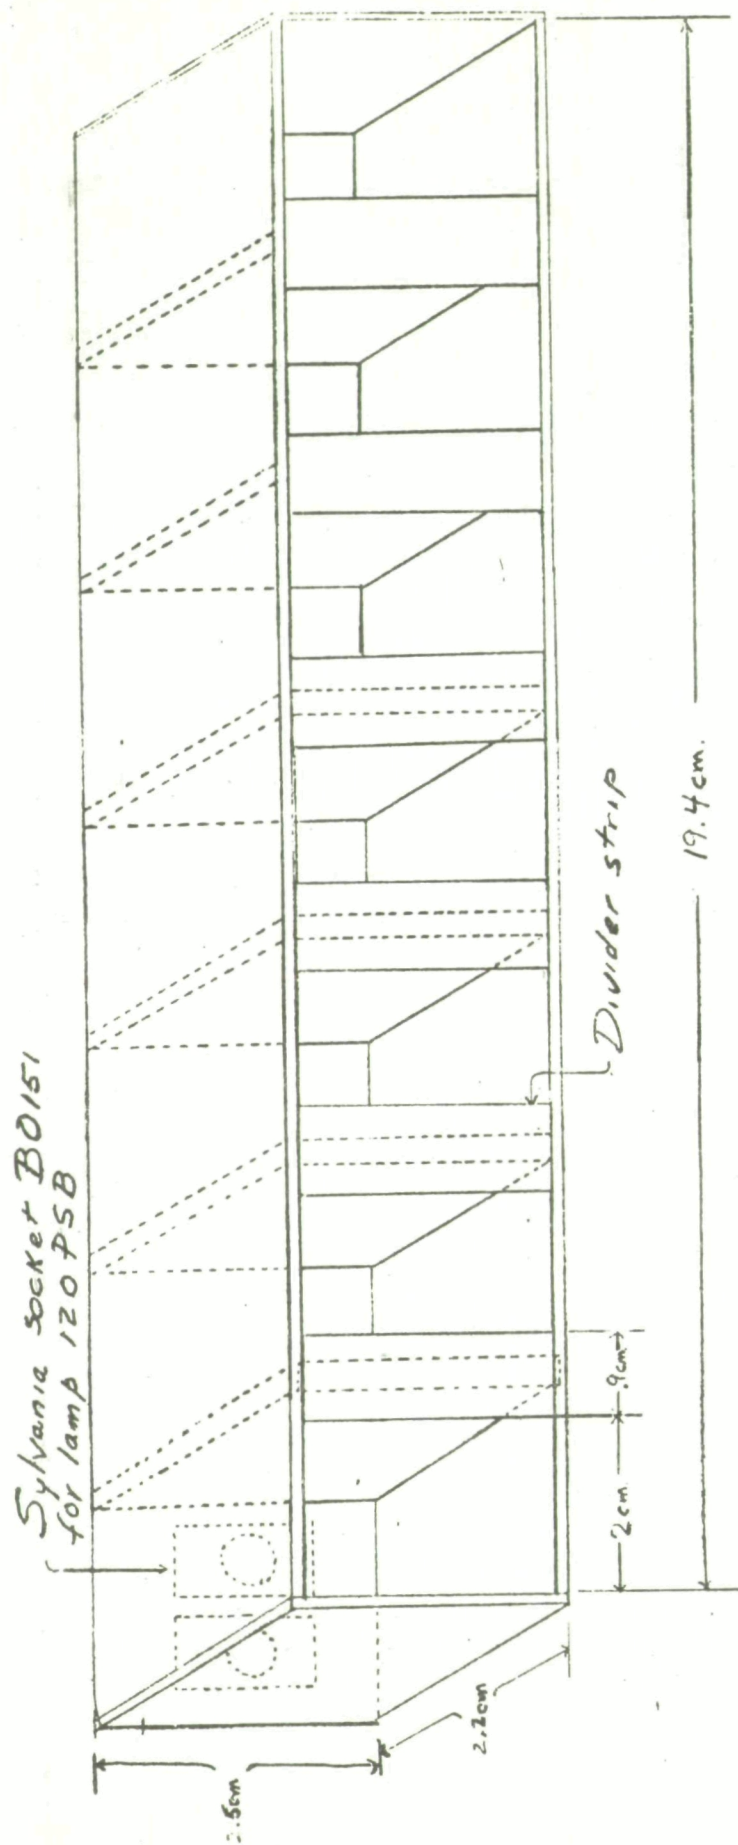 Sylvania socket B0151
for lamp 120PSB
Divider strip
.9cm
2cm
19.4cm.
2.2cm